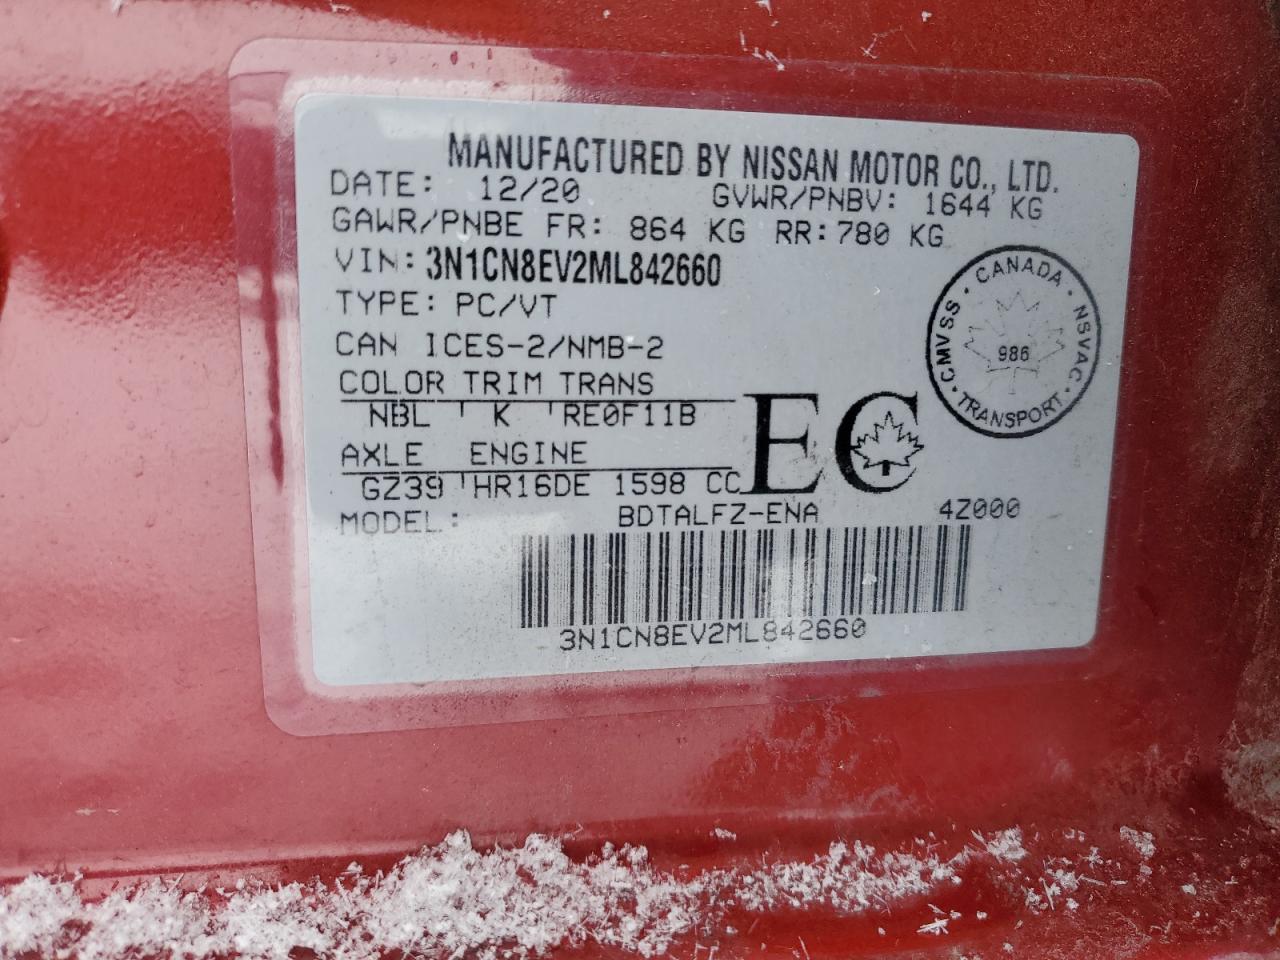 MANUFACTURED BY NISSAN MOTOR CO., LTD.
DATE: 12/20 GVWR/PNBV: 1644 KG
GAWR/PNBE FR: 864 KG RR: 780 KG
VIN: 3N1CN8EV2ML842660
TYPE: PC/VT
CAN ICES-2/NMB-2
COLOR TRIM TRANS
NBL K RE0F11B
AXLE ENGINE
GZ39 HR16DE 1598 CC
EC
MODEL: BDTALFZ-ENA 4Z000
3N1CN8EV2ML842660
CMVSS · CANADA · NSVAC · TRANSPORT ·
986